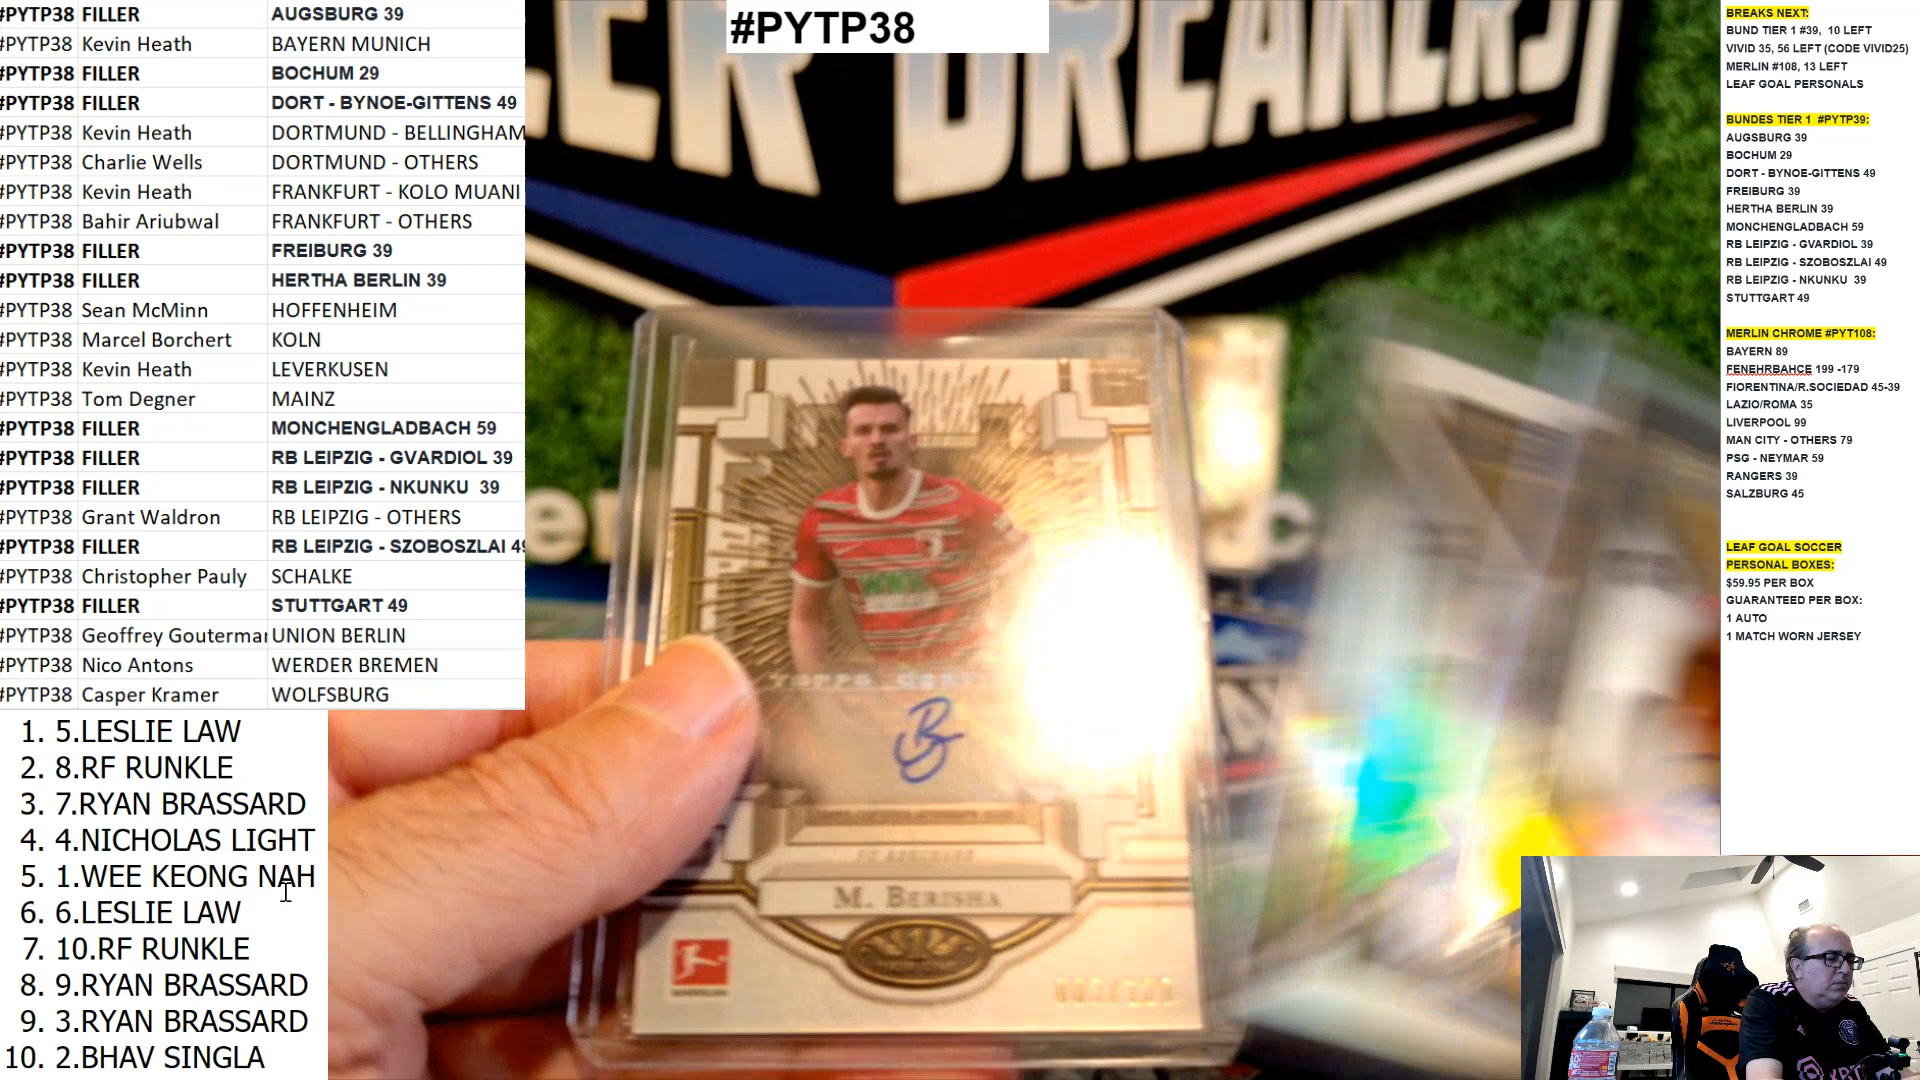 #PYTP38 FILLER AUGSBURG 39
#PYTP38 Kevin Heath BAYERN MUNICH
#PYTP38 FILLER BOCHUM 29
#PYTP38 FILLER DORT - BYNOE-GITTENS 49
#PYTP38 Kevin Heath DORTMUND - BELLINGHAM
#PYTP38 Charlie Wells DORTMUND - OTHERS
#PYTP38 Kevin Heath FRANKFURT - KOLO MUANI
#PYTP38 Bahir Ariubwal FRANKFURT - OTHERS
#PYTP38 FILLER FREIBURG 39
#PYTP38 FILLER HERTHA BERLIN 39
#PYTP38 Sean McMinn HOFFENHEIM
#PYTP38 Marcel Borchert KOLN
#PYTP38 Kevin Heath LEVERKUSEN
#PYTP38 Tom Degner MAINZ
#PYTP38 FILLER MONCHENGLADBACH 59
#PYTP38 FILLER RB LEIPZIG - GVARDIOL 39
#PYTP38 FILLER RB LEIPZIG - NKUNKU 39
#PYTP38 Grant Waldron RB LEIPZIG - OTHERS
#PYTP38 FILLER RB LEIPZIG - SZOBOSZLAI 49
#PYTP38 Christopher Pauly SCHALKE
#PYTP38 FILLER STUTTGART 49
#PYTP38 Geoffrey Gouterman UNION BERLIN
#PYTP38 Nico Antons WERDER BREMEN
#PYTP38 Casper Kramer WOLFSBURG
1. 5.LESLIE LAW
2. 8.RF RUNKLE
3. 7.RYAN BRASSARD
4. 4.NICHOLAS LIGHT
5. 1.WEE KEONG NAH
6. 6.LESLIE LAW
7. 10.RF RUNKLE
8. 9.RYAN BRASSARD
9. 3.RYAN BRASSARD
10. 2.BHAV SINGLA
#PYTP38
LER BREAKERS
FC AUGSBURG
M. BERISHA
BREAKS NEXT:
BUND TIER 1 #39, 10 LEFT
VIVID 35, 56 LEFT (CODE VIVID25)
MERLIN #108, 13 LEFT
LEAF GOAL PERSONALS
BUNDES TIER 1 #PYTP39:
AUGSBURG 39
BOCHUM 29
DORT - BYNOE-GITTENS 49
FREIBURG 39
HERTHA BERLIN 39
MONCHENGLADBACH 59
RB LEIPZIG - GVARDIOL 39
RB LEIPZIG - SZOBOSZLAI 49
RB LEIPZIG - NKUNKU 39
STUTTGART 49
MERLIN CHROME #PYT108:
BAYERN 89
FENEHRBAHCE 199 -179
FIORENTINA/R.SOCIEDAD 45-39
LAZIO/ROMA 35
LIVERPOOL 99
MAN CITY - OTHERS 79
PSG - NEYMAR 59
RANGERS 39
SALZBURG 45
LEAF GOAL SOCCER
PERSONAL BOXES:
$59.95 PER BOX
GUARANTEED PER BOX:
1 AUTO
1 MATCH WORN JERSEY